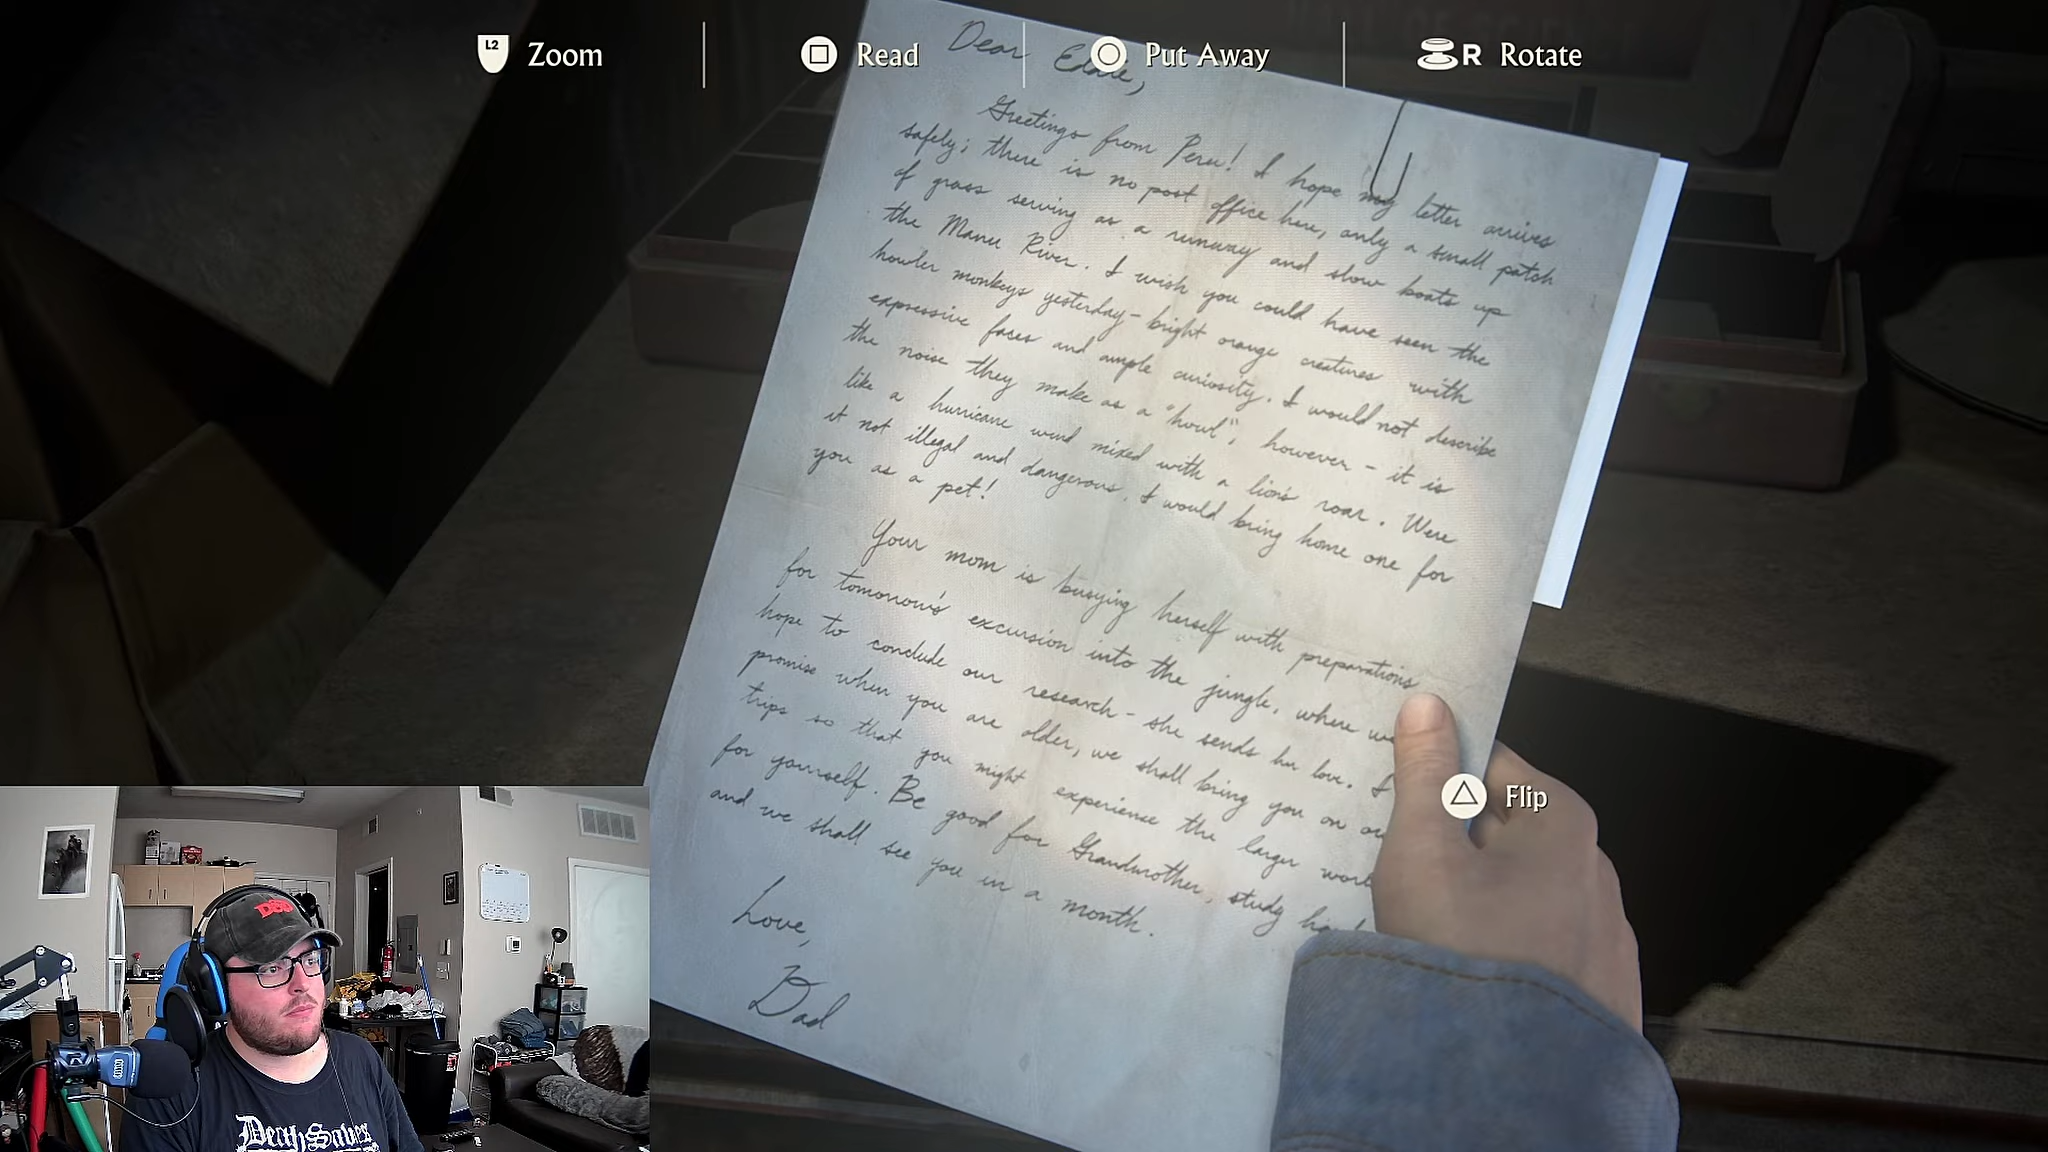 L2 Zoom
Read
Put Away
R Rotate
Dear Eddie,
Greetings from Peru! I hope my letter arrives
safely; there is no post office here, only a small patch
of grass serving as a runway and slow boats up
the Manu River. I wish you could have seen the
howler monkeys yesterday - bright orange creatures with
expressive faces and ample curiosity. I would not describe
the noise they make as a "howl", however - it is
like a hurricane wind mixed with a lion's roar. Were
it not illegal and dangerous, I would bring home one for
you as a pet!
Your mom is busying herself with preparations
for tomorrow's excursion into the jungle, where we
hope to conclude our research - she sends her love. I
promise when you are older, we shall bring you on
trips so that you might experience the larger
for yourself. Be good for Grandmother, study
and we shall see you in a month.
Love,
Dad
Flip
Death Saves